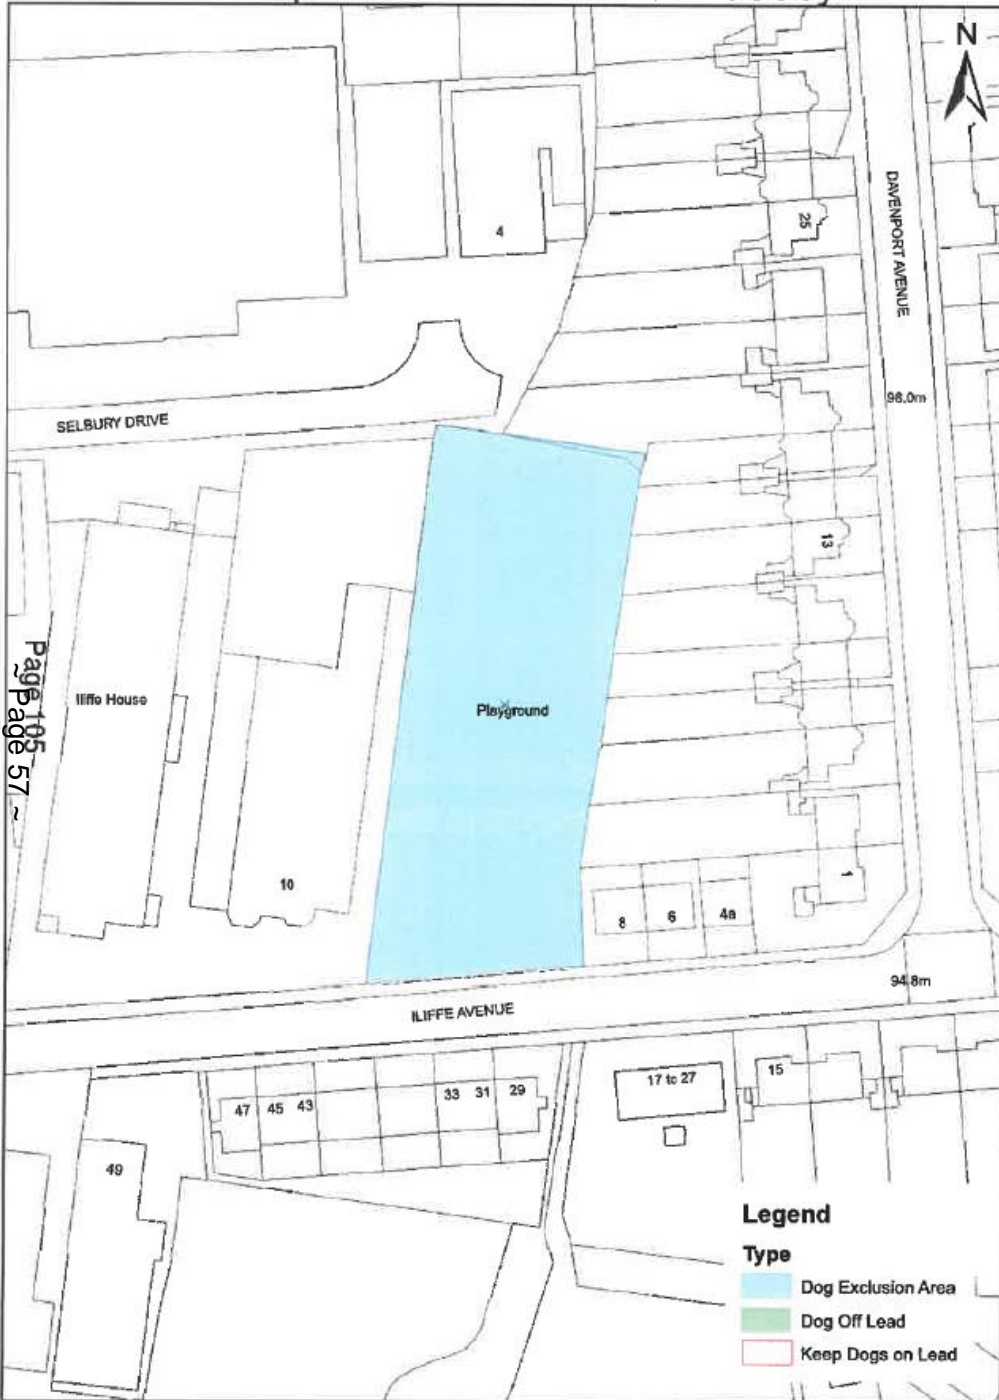 N
DAVENPORT AVENUE
25
4
96.0m
SELBURY DRIVE
13
Page 105
~ Page 57 ~
Iliffe House
Playground
10
8
6
4a
1
94.8m
ILIFFE AVENUE
47
45
43
33
31
29
17 to 27
15
49
Legend
Type
Dog Exclusion Area
Dog Off Lead
Keep Dogs on Lead